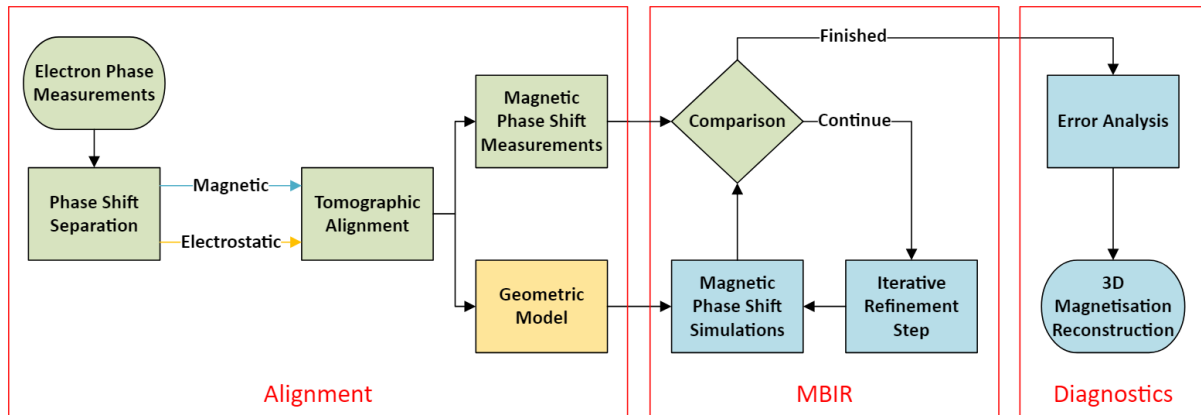 Electron Phase
Measurements
Phase Shift
Separation
Magnetic
Electrostatic
Tomographic
Alignment
Magnetic
Phase Shift
Measurements
Geometric
Model
Alignment
Finished
Comparison
Continue
Magnetic
Phase Shift
Simulations
Iterative
Refinement
Step
MBIR
Error Analysis
3D
Magnetisation
Reconstruction
Diagnostics